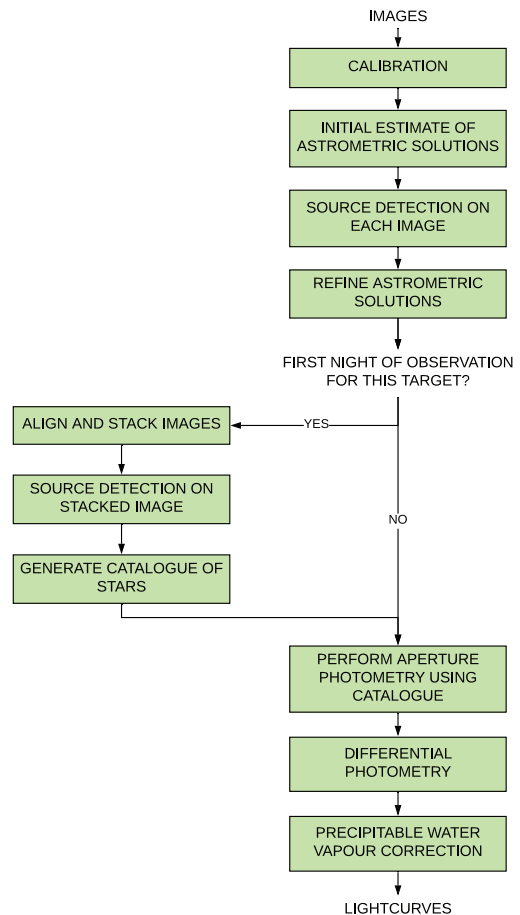 IMAGES
CALIBRATION
INITIAL ESTIMATE OF
ASTROMETRIC SOLUTIONS
SOURCE DETECTION ON
EACH IMAGE
REFINE ASTROMETRIC
SOLUTIONS
FIRST NIGHT OF OBSERVATION
FOR THIS TARGET?
YES
ALIGN AND STACK IMAGES
SOURCE DETECTION ON
STACKED IMAGE
GENERATE CATALOGUE OF
STARS
NO
PERFORM APERTURE
PHOTOMETRY USING
CATALOGUE
DIFFERENTIAL
PHOTOMETRY
PRECIPITABLE WATER
VAPOUR CORRECTION
LIGHTCURVES